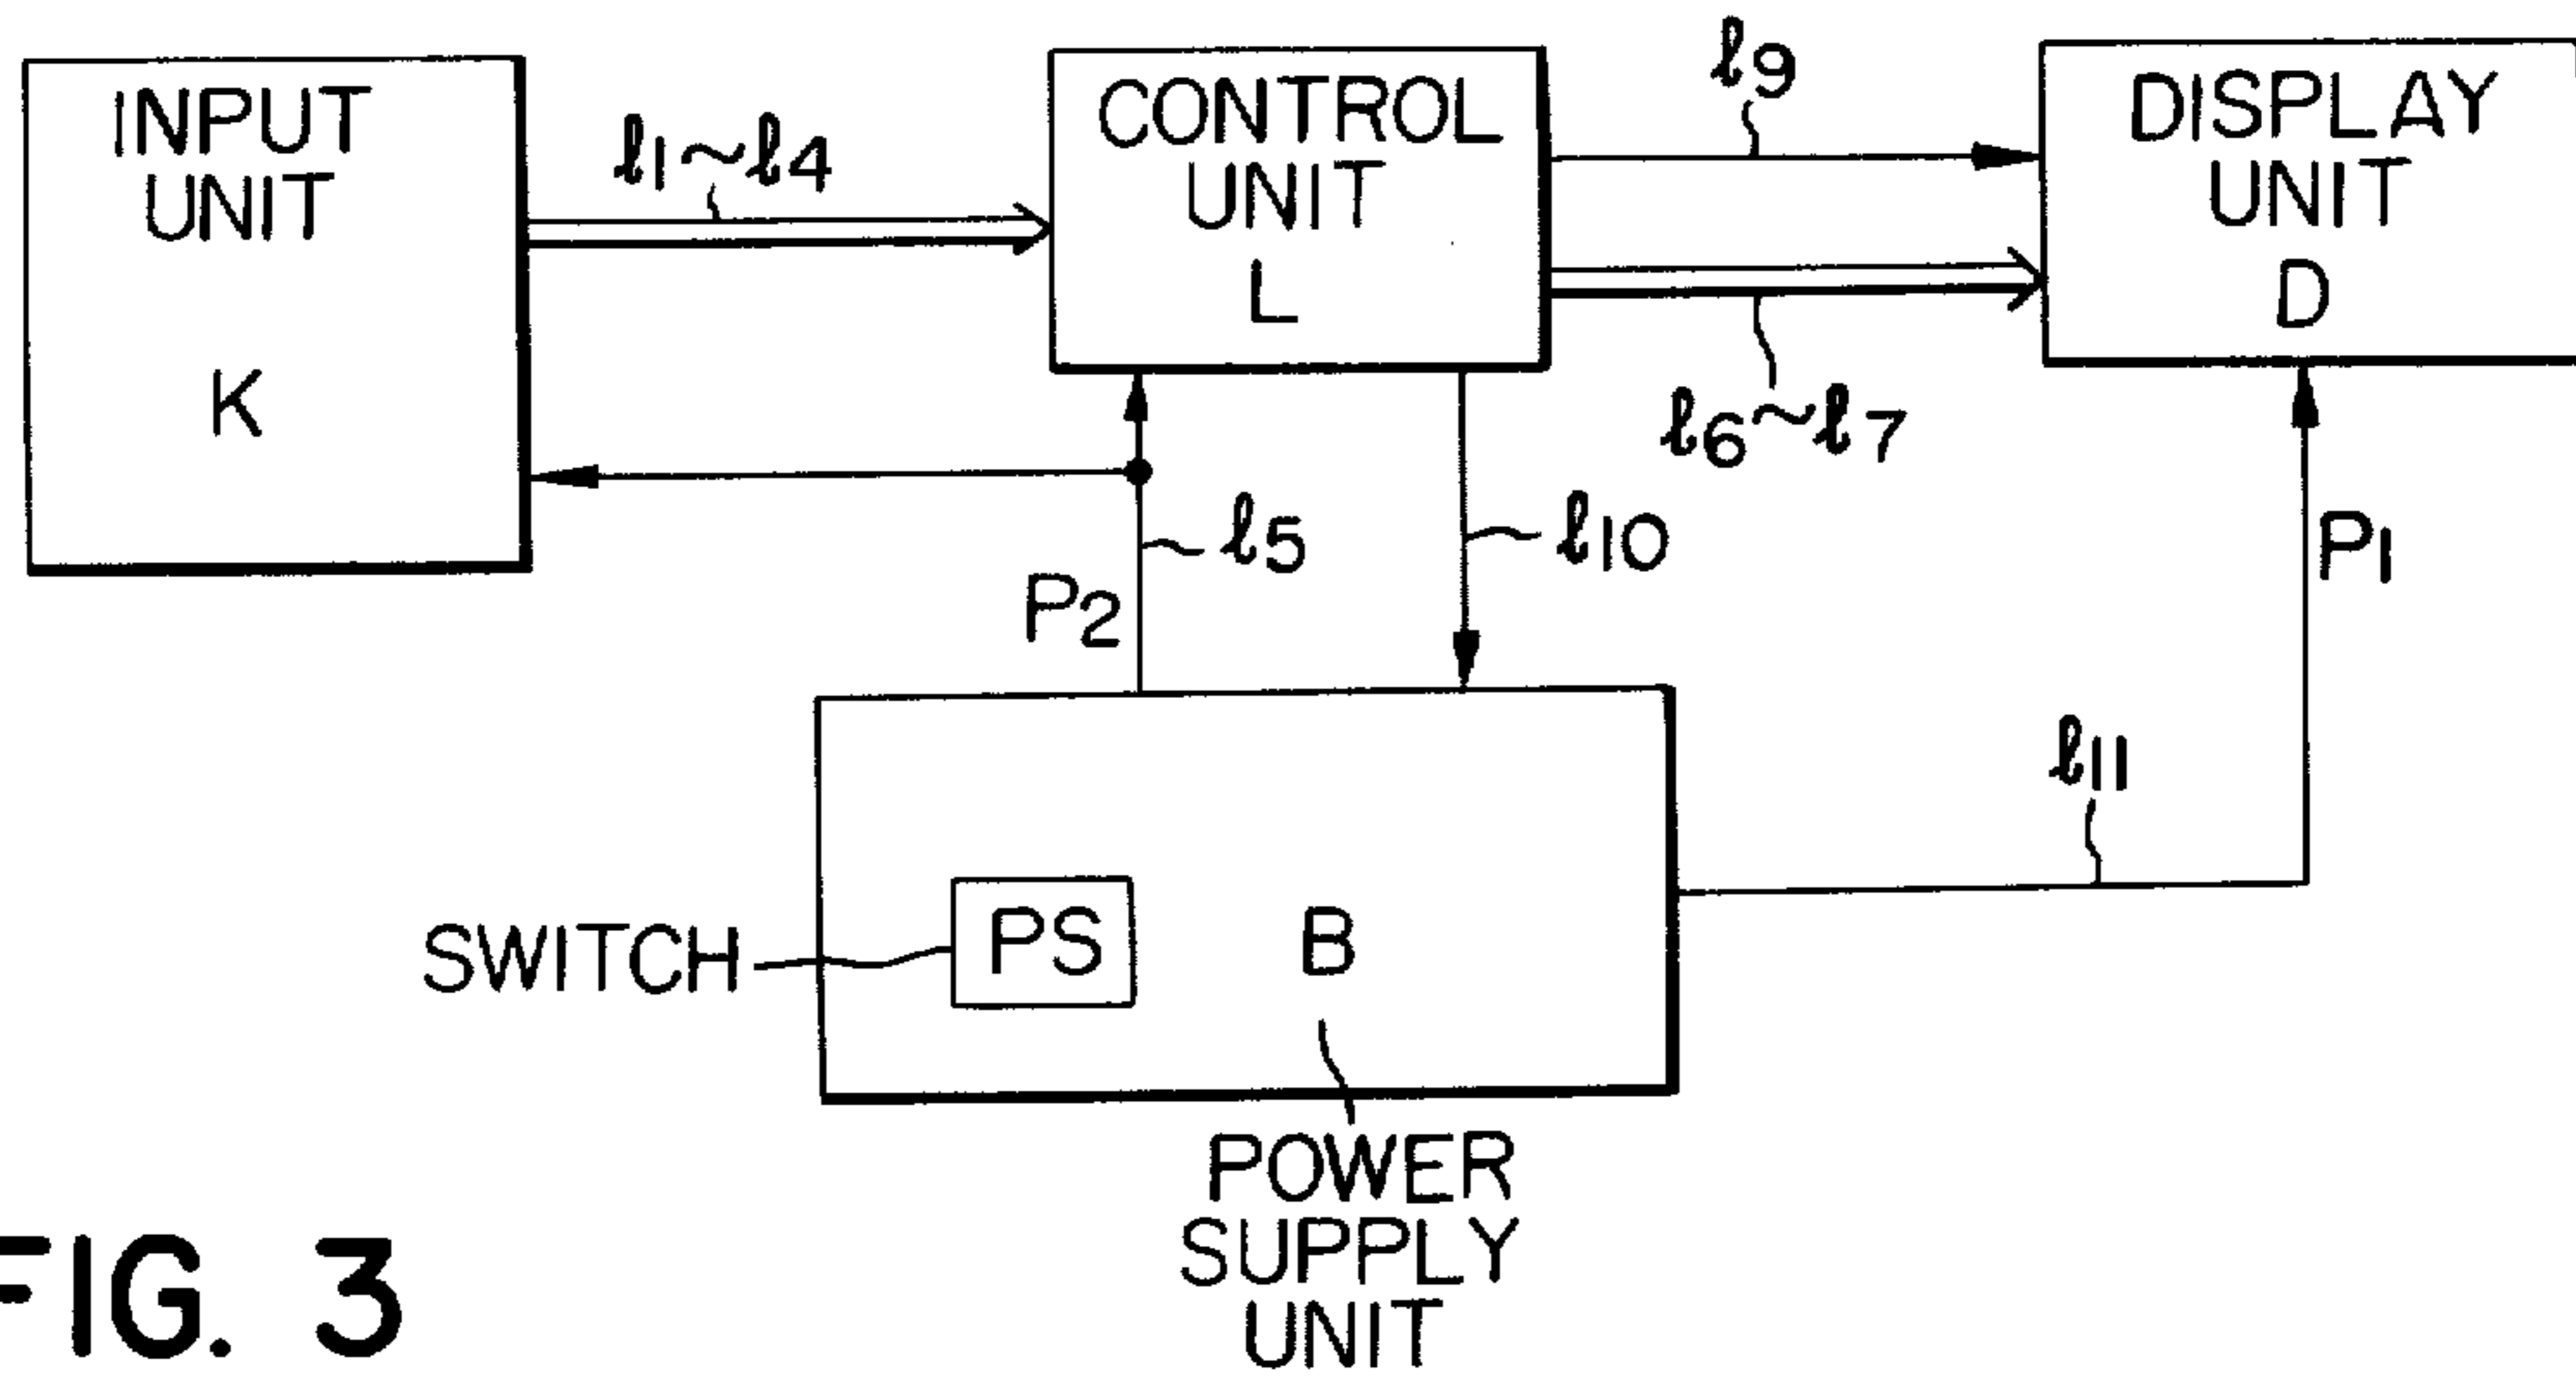 INPUT
UNIT
K
ℓ1~ℓ4
CONTROL
UNIT
L
ℓ9
ℓ6~ℓ7
DISPLAY
UNIT
D
P2
ℓ5
ℓ10
P1
ℓ11
SWITCH
PS
B
POWER
SUPPLY
UNIT
FIG. 3